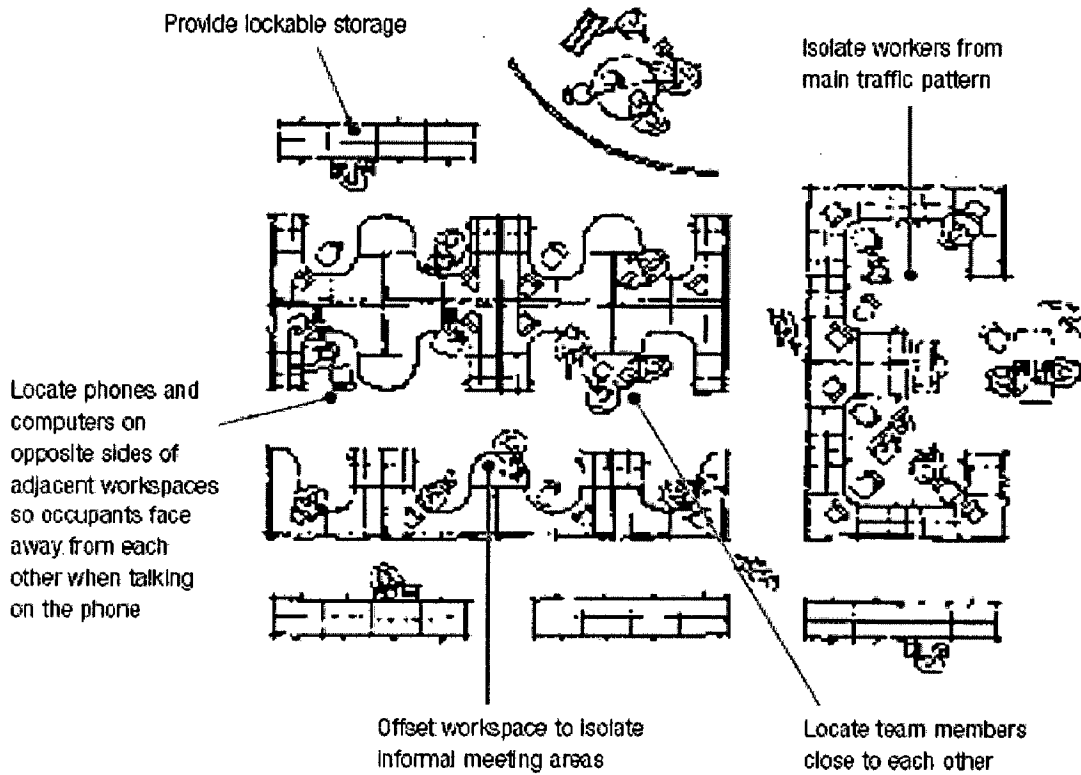 Provide lockable storage
Isolate workers from
main traffic pattern
Locate phones and
computers on
opposite sides of
adjacent workspaces
so occupants face
away from each
other when talking
on the phone
Offset workspace to isolate
informal meeting areas
Locate team members
close to each other